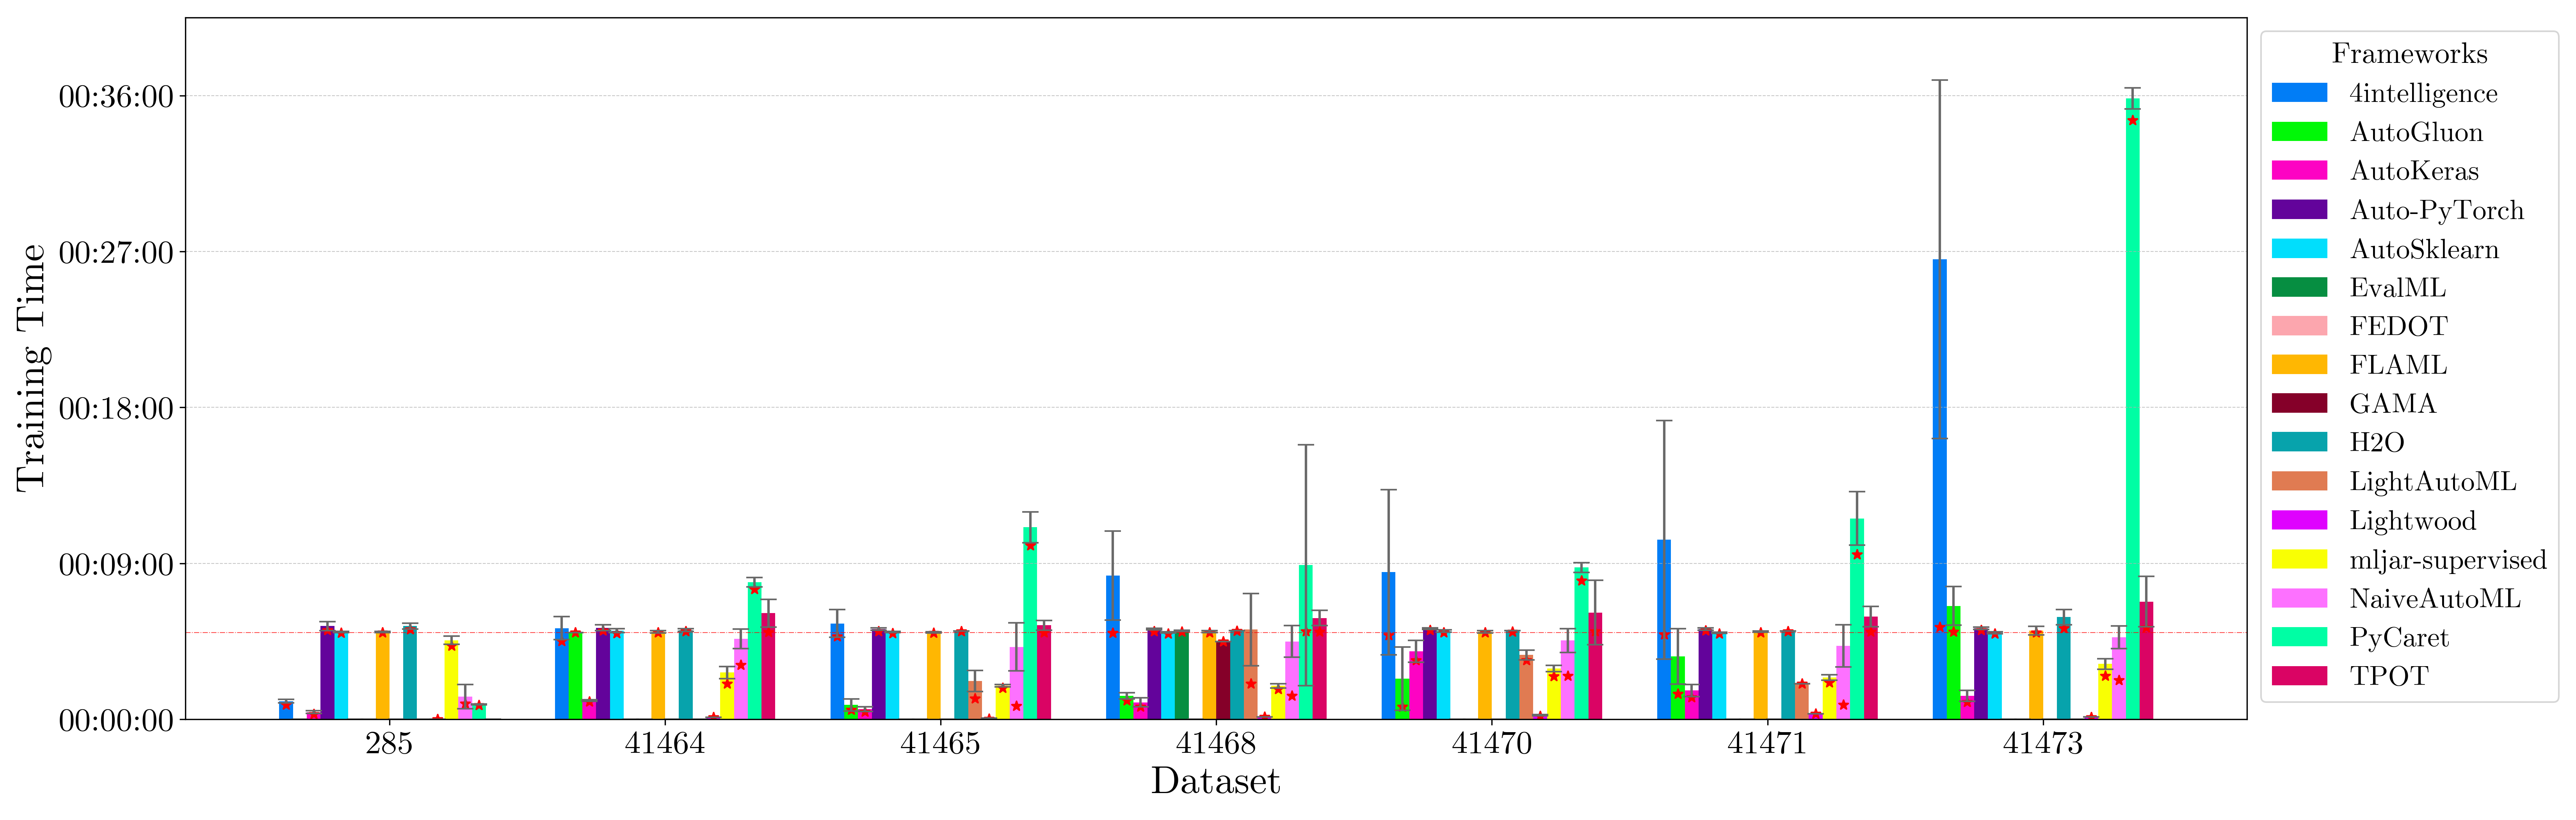 00:36:00
00:27:00
00:18:00
00:09:00
00:00:00
Training Time
285
41464
41465
41468
41470
41471
41473
Dataset
Frameworks
4intelligence
AutoGluon
AutoKeras
Auto-PyTorch
AutoSklearn
EvalML
FEDOT
FLAML
GAMA
H2O
LightAutoML
Lightwood
mljar-supervised
NaiveAutoML
PyCaret
TPOT